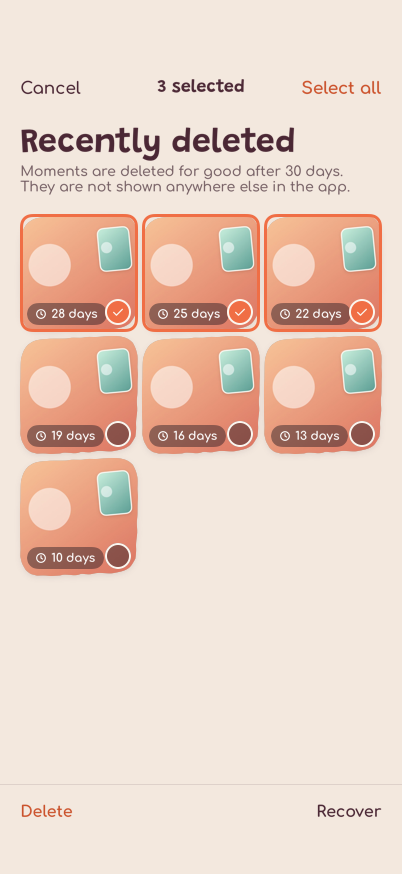 Cancel
3 selected
Select all
Recently deleted
Moments are deleted for good after 30 days.
They are not shown anywhere else in the app.
28 days
25 days
22 days
19 days
16 days
13 days
10 days
Delete
Recover